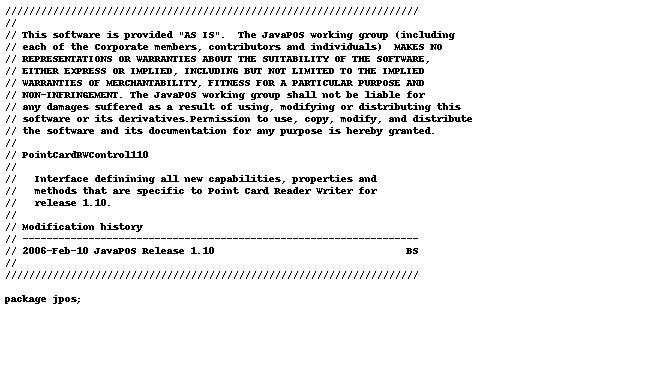 //////////////////////////////////////////////////////////////////////
//
// This software is provided "AS IS".  The JavaPOS working group (including
// each of the Corporate members, contributors and individuals)  MAKES NO
// REPRESENTATIONS OR WARRANTIES ABOUT THE SUITABILITY OF THE SOFTWARE,
// EITHER EXPRESS OR IMPLIED, INCLUDING BUT NOT LIMITED TO THE IMPLIED
// WARRANTIES OF MERCHANTABILITY, FITNESS FOR A PARTICULAR PURPOSE AND
// NON-INFRINGEMENT. The JavaPOS working group shall not be liable for
// any damages suffered as a result of using, modifying or distributing this
// software or its derivatives.Permission to use, copy, modify, and distribute
// the software and its documentation for any purpose is hereby granted.
//
// PointCardRWControl110
//
//   Interface definining all new capabilities, properties and
//   methods that are specific to Point Card Reader Writer for
//   release 1.10.
//
// Modification history
// ------------------------------------------------------------------
// 2006-Feb-10 JavaPOS Release 1.10                                BS
//
//////////////////////////////////////////////////////////////////////
package jpos;